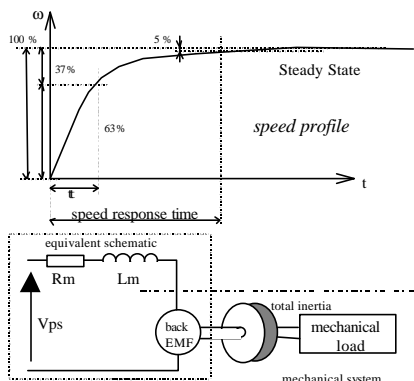 ω
100 %
5 %
37%
Steady State
63%
speed profile
t
speed response time
equivalent schematic
Rm
Lm
Vps
back
EMF
total inertia
mechanical
load
mechanical system